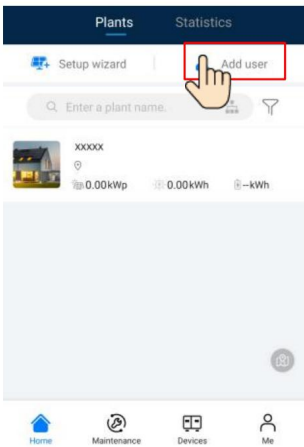 Plants Statistics
Setup wizard Add user
Enter a plant name.
xxxxx
0.00kWp 0.00kWh --kWh
Home Maintenance Devices Me